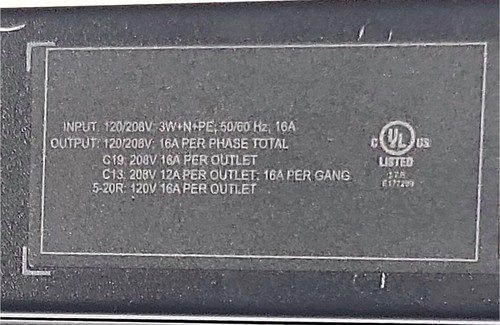 INPUT: 120/208V; 3W+N+PE; 50/60 Hz; 16A
OUTPUT: 120/208V; 16A PER PHASE TOTAL
C19: 208V 16A PER OUTLET
C13: 208V 12A PER OUTLET; 16A PER GANG
5-20R: 120V 16A PER OUTLET
C UL US
LISTED
E177209